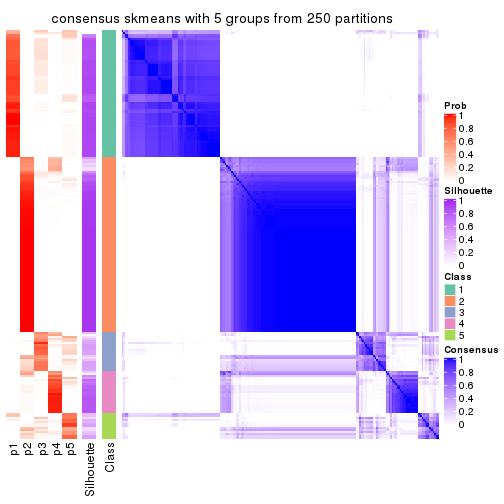 consensus skmeans with 5 groups from 250 partitions
Prob
1
0.8
0.6
0.4
0.2
0
Silhouette
1
0.8
0.6
0.4
0.2
0
Class
1
2
3
4
5
Consensus
1
0.8
0.6
0.4
0.2
0
p1
p2
p3
p4
p5
Silhouette
Class